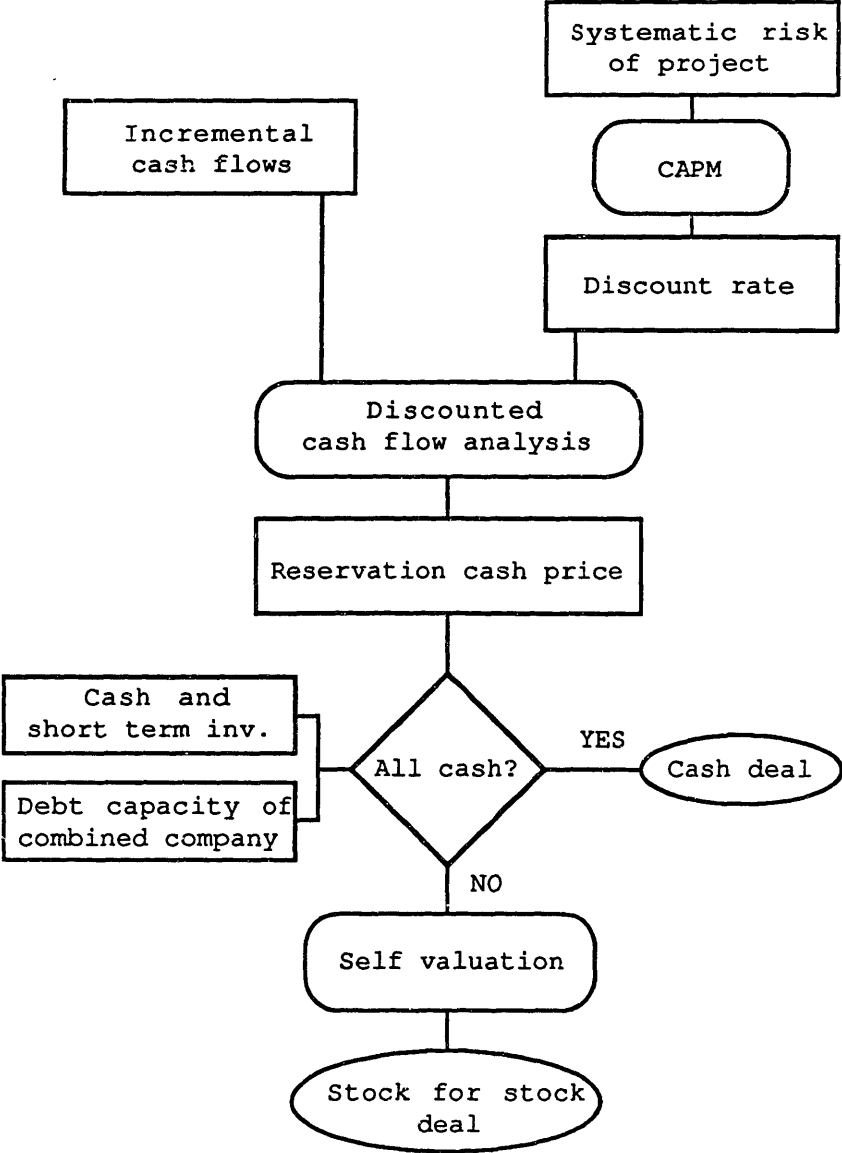 Systematic risk
of project
Incremental
cash flows
CAPM
Discount rate
Discounted
cash flow analysis
Reservation cash price
Cash and
short term inv.
Debt capacity of
combined company
All cash?
YES
Cash deal
NO
Self valuation
Stock for stock
deal